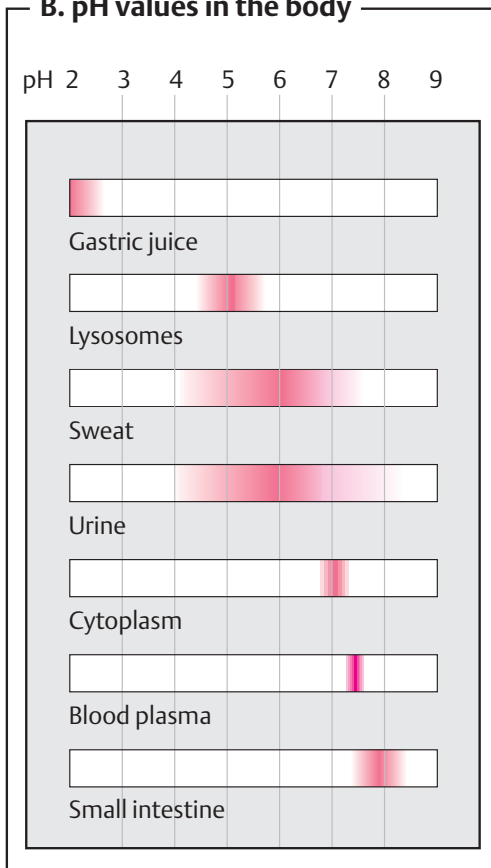 B. pH values in the body
pH 2 3 4 5 6 7 8 9
Gastric juice
Lysosomes
Sweat
Urine
Cytoplasm
Blood plasma
Small intestine